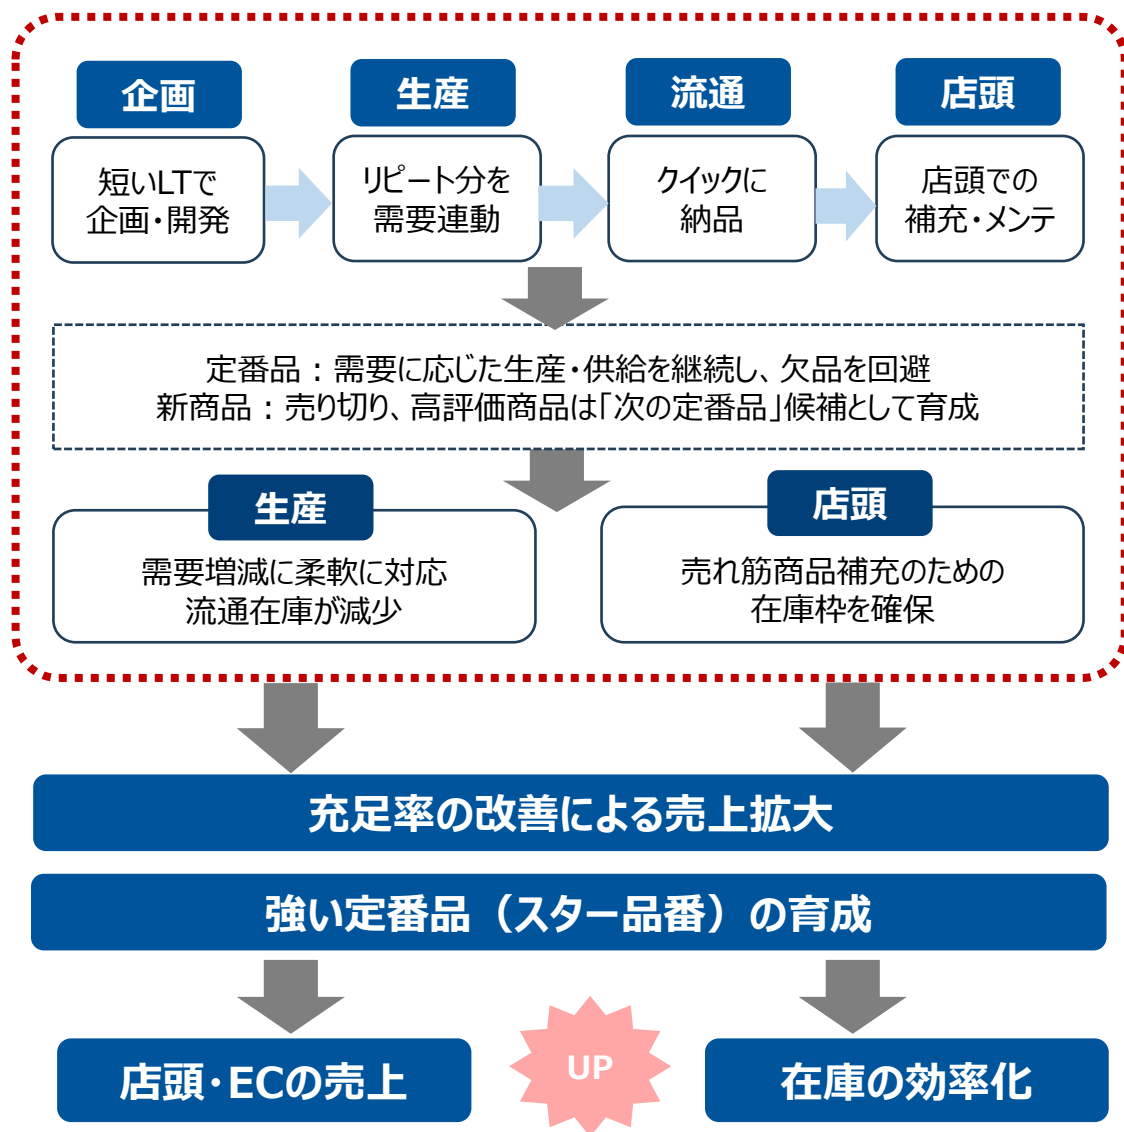 企画
生産
流通
店頭
短いLTで
企画・開発
リピート分を
需要連動
クイックに
納品
店頭での
補充・メンテ
定番品：需要に応じた生産・供給を継続し、欠品を回避
新商品：売り切り、高評価商品は「次の定番品」候補として育成
生産
需要増減に柔軟に対応
流通在庫が減少
店頭
売れ筋商品補充のための
在庫枠を確保
充足率の改善による売上拡大
強い定番品（スター品番）の育成
店頭・ECの売上
UP
在庫の効率化